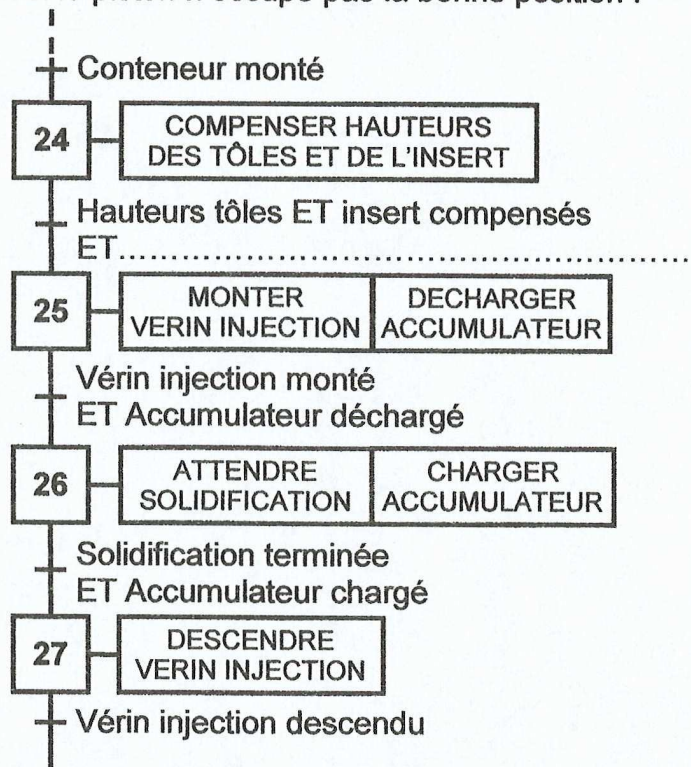 Conteneur monté
24
COMPENSER HAUTEURS
DES TÔLES ET DE L'INSERT
Hauteurs tôles ET insert compensés
ET......................................................................
25
MONTER
VERIN INJECTION
DECHARGER
ACCUMULATEUR
Vérin injection monté
ET Accumulateur déchargé
26
ATTENDRE
SOLIDIFICATION
CHARGER
ACCUMULATEUR
Solidification terminée
ET Accumulateur chargé
27
DESCENDRE
VERIN INJECTION
Vérin injection descendu